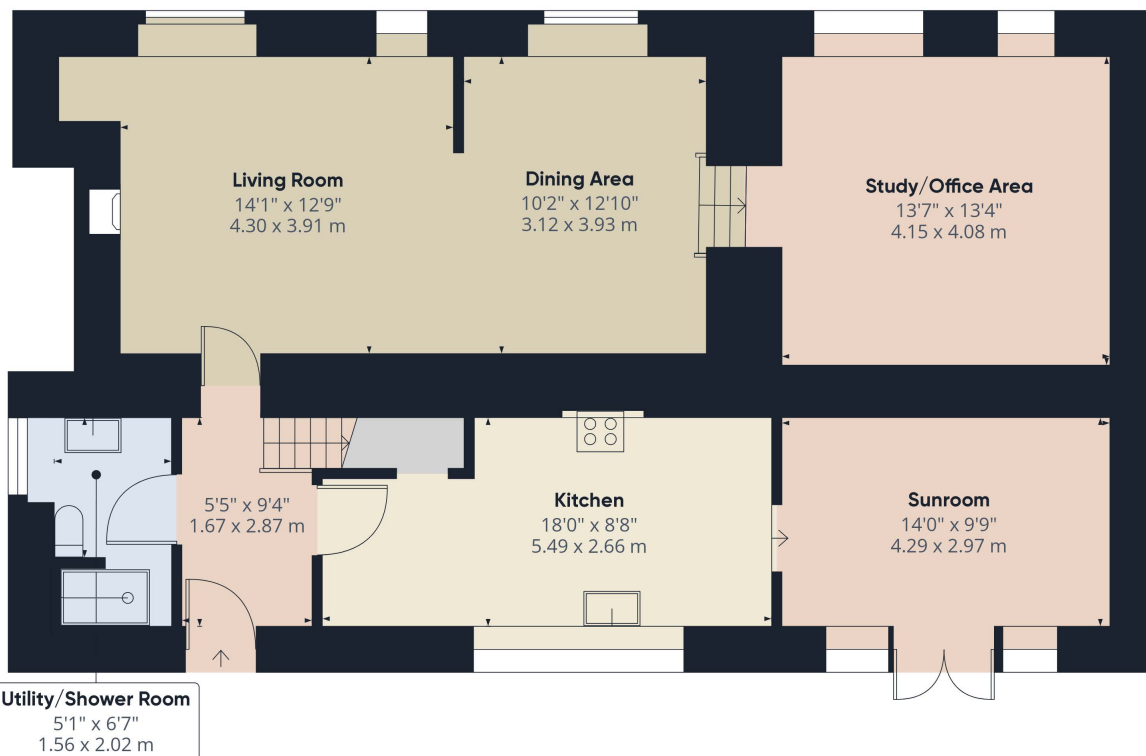 Living Room
14'1" x 12'9"
4.30 x 3.91 m
Dining Area
10'2" x 12'10"
3.12 x 3.93 m
Study/Office Area
13'7" x 13'4"
4.15 x 4.08 m
5'5" x 9'4"
1.67 x 2.87 m
Kitchen
18'0" x 8'8"
5.49 x 2.66 m
Sunroom
14'0" x 9'9"
4.29 x 2.97 m
Utility/Shower Room
5'1" x 6'7"
1.56 x 2.02 m